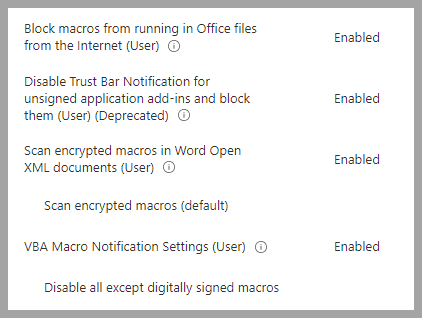 Block macros from running in Office files
from the Internet (User)
Enabled
Disable Trust Bar Notification for
unsigned application add-ins and block
them (User) (Deprecated)
Enabled
Scan encrypted macros in Word Open
XML documents (User)
Enabled
Scan encrypted macros (default)
VBA Macro Notification Settings (User)
Enabled
Disable all except digitally signed macros